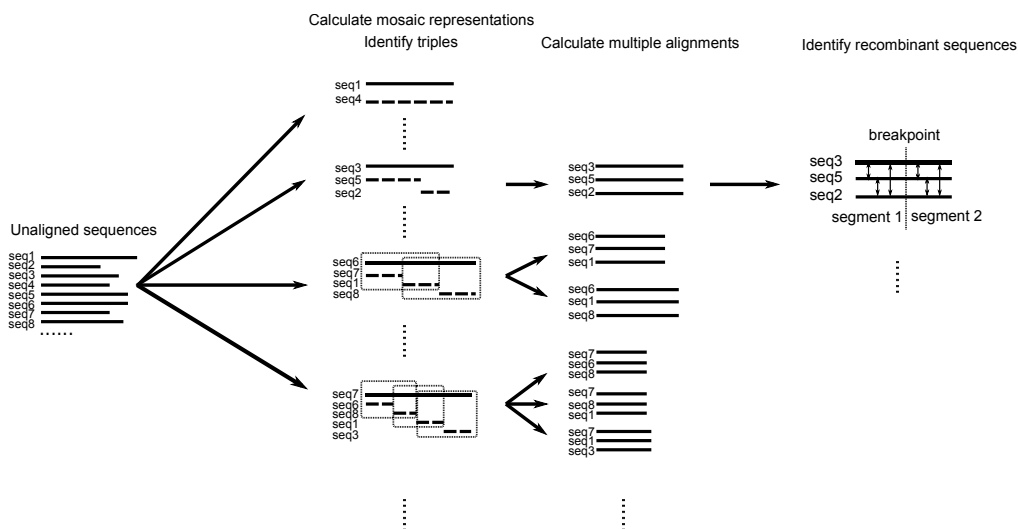 Calculate mosaic representations
Identify triples
Calculate multiple alignments
Identify recombinant sequences
Unaligned sequences
seq1
seq2
seq3
seq4
seq5
seq6
seq7
seq8
seq1
seq4
seq3
seq5
seq2
seq6
seq7
seq1
seq8
seq7
seq6
seq8
seq1
seq3
seq3
seq5
seq2
seq6
seq7
seq1
seq6
seq1
seq8
seq7
seq6
seq8
seq7
seq8
seq1
seq7
seq1
seq3
breakpoint
seq3
seq5
seq2
segment 1 segment 2